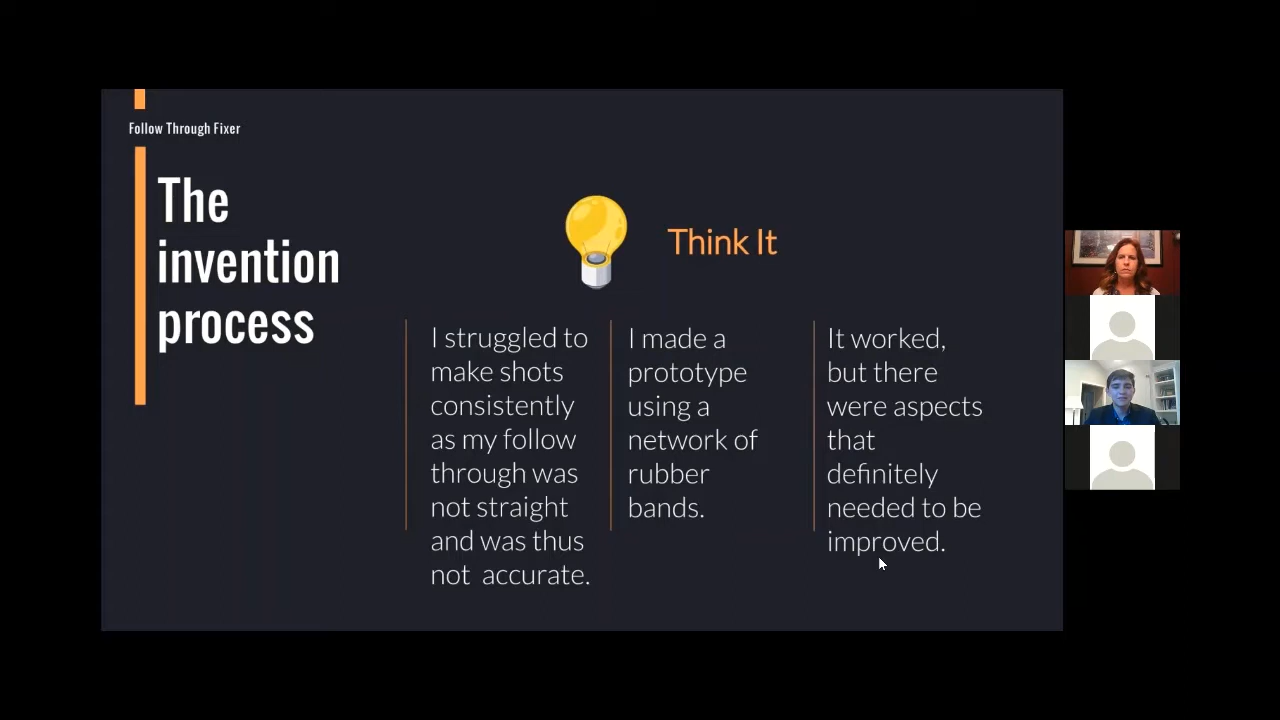 Follow Through Fixer
The
invention
process
Think It
I struggled to
make shots
consistently
as my follow
through was
not straight
and was thus
not accurate.
I made a
prototype
using a
network of
rubber
bands.
It worked,
but there
were aspects
that
definitely
needed to be
improved.